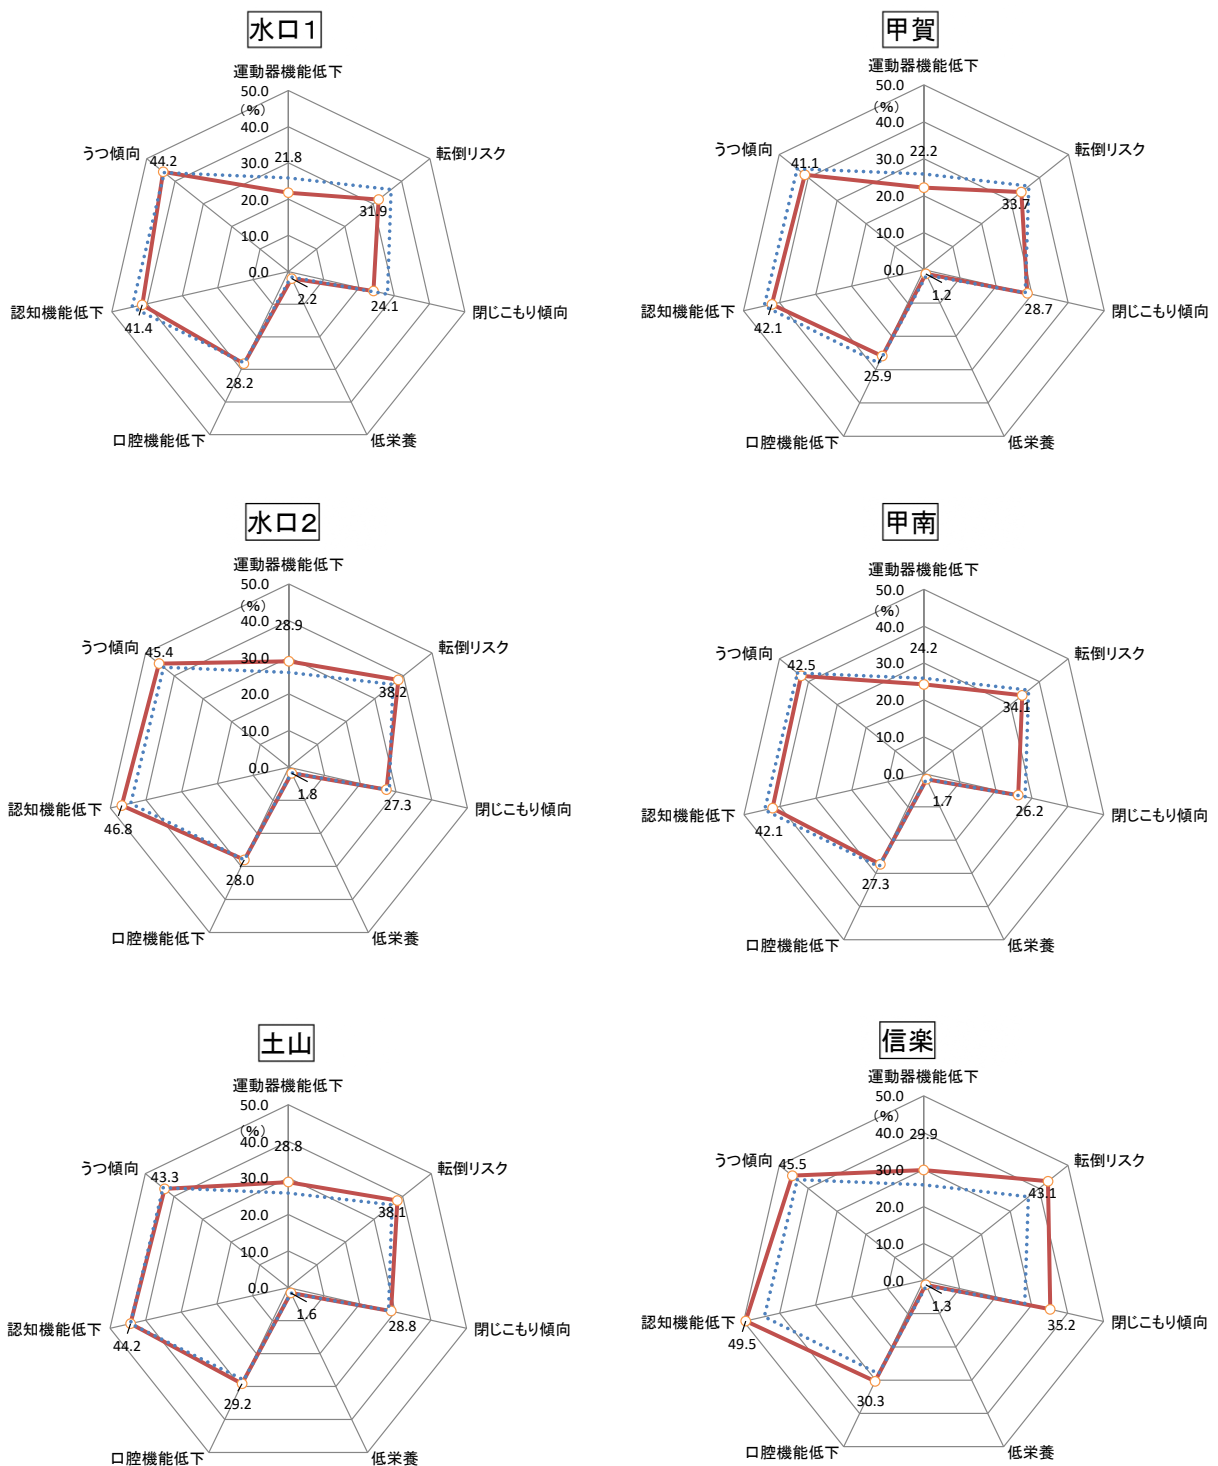 水口１
運動器機能低下
50.0
(%)
40.0
30.0
20.0
10.0
0.0
うつ傾向
転倒リスク
44.2
21.8
31.9
認知機能低下
41.4
2.2
24.1
閉じこもり傾向
28.2
口腔機能低下
低栄養
甲賀
運動器機能低下
50.0
(%)
40.0
30.0
20.0
10.0
0.0
うつ傾向
転倒リスク
41.1
22.2
33.7
認知機能低下
42.1
1.2
28.7
閉じこもり傾向
25.9
口腔機能低下
低栄養
水口２
運動器機能低下
50.0
(%)
40.0
30.0
20.0
10.0
0.0
うつ傾向
転倒リスク
45.4
28.9
38.2
認知機能低下
46.8
1.8
27.3
閉じこもり傾向
28.0
口腔機能低下
低栄養
甲南
運動器機能低下
50.0
(%)
40.0
30.0
20.0
10.0
0.0
うつ傾向
転倒リスク
42.5
24.2
34.1
認知機能低下
42.1
1.7
26.2
閉じこもり傾向
27.3
口腔機能低下
低栄養
土山
運動器機能低下
50.0
(%)
40.0
30.0
20.0
10.0
0.0
うつ傾向
転倒リスク
43.3
28.8
38.1
認知機能低下
44.2
1.6
28.8
閉じこもり傾向
29.2
口腔機能低下
低栄養
信楽
運動器機能低下
50.0
(%)
40.0
30.0
20.0
10.0
0.0
うつ傾向
転倒リスク
45.5
29.9
43.1
認知機能低下
49.5
1.3
35.2
閉じこもり傾向
30.3
口腔機能低下
低栄養